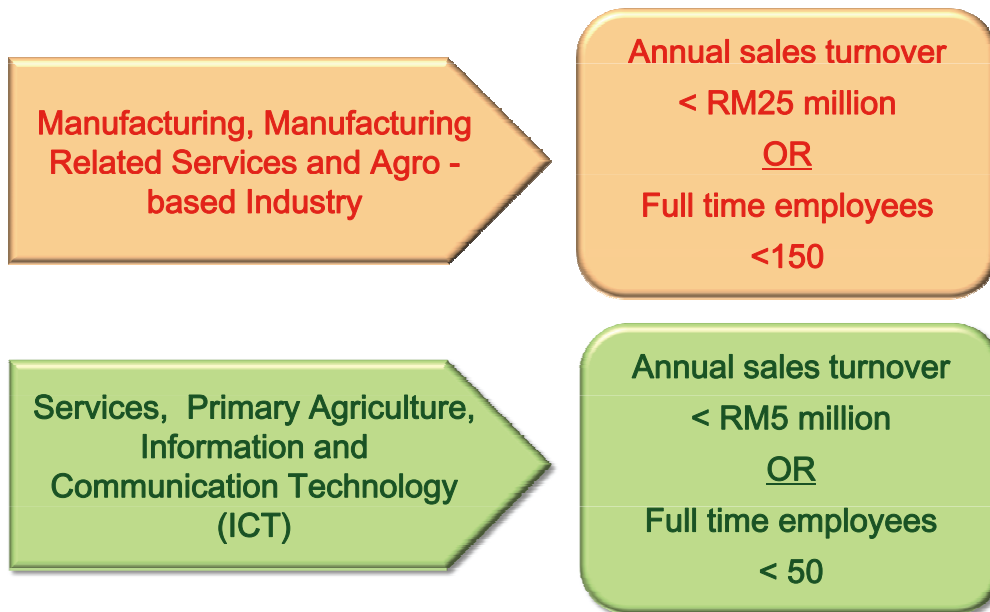 Manufacturing, Manufacturing
Related Services and Agro -
based Industry
Annual sales turnover
< RM25 million
OR
Full time employees
<150
Services,  Primary Agriculture,
Information and
Communication Technology
(ICT)
Annual sales turnover
< RM5 million
OR
Full time employees
< 50